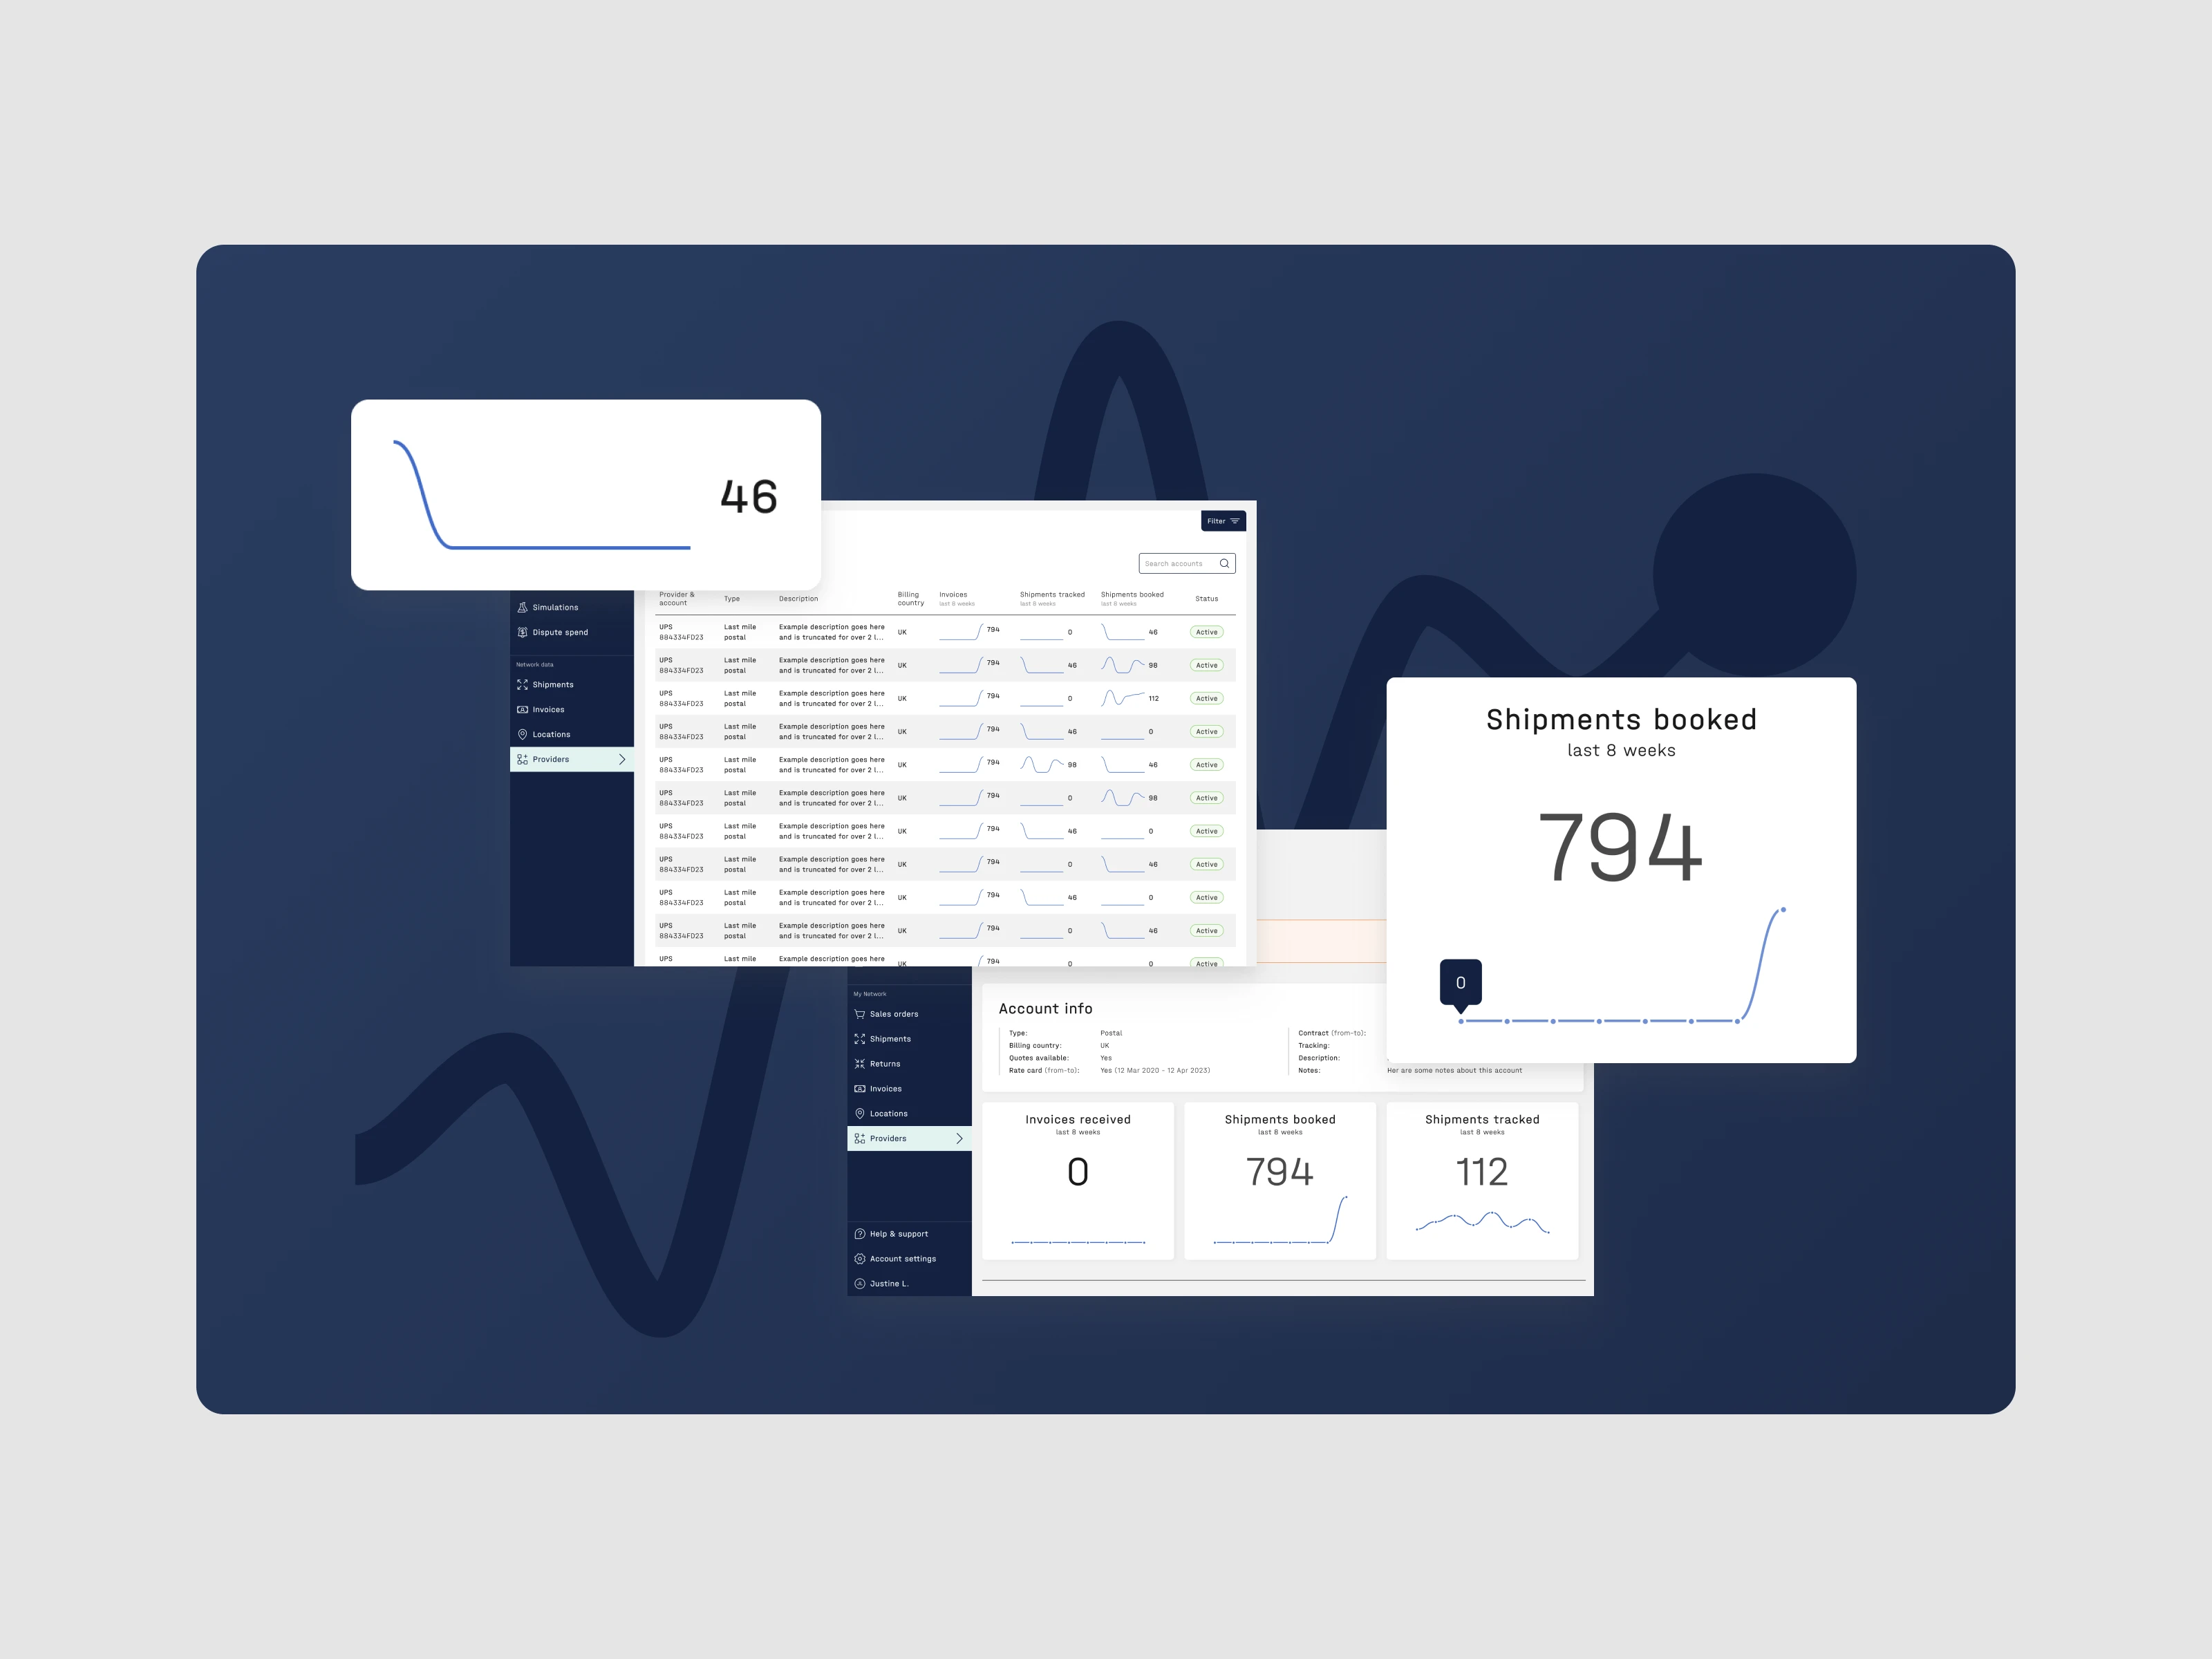 46
Filter
Search accounts
Simulations
Dispute spend
Network data
Shipments
Invoices
Locations
Providers
Provider & account Type Description Billing country Invoices last 8 weeks Shipments tracked last 8 weeks Shipments booked last 8 weeks Status
UPS Last mile Example description goes here
884334FD23 postal and is truncated for over 2 l... UK 794 0 46 Active
UPS Last mile Example description goes here
884334FD23 postal and is truncated for over 2 l... UK 794 46 98 Active
UPS Last mile Example description goes here
884334FD23 postal and is truncated for over 2 l... UK 794 0 112 Active
UPS Last mile Example description goes here
884334FD23 postal and is truncated for over 2 l... UK 794 46 0 Active
UPS Last mile Example description goes here
884334FD23 postal and is truncated for over 2 l... UK 794 98 46 Active
UPS Last mile Example description goes here
884334FD23 postal and is truncated for over 2 l... UK 794 0 98 Active
UPS Last mile Example description goes here
884334FD23 postal and is truncated for over 2 l... UK 794 46 0 Active
UPS Last mile Example description goes here
884334FD23 postal and is truncated for over 2 l... UK 794 0 46 Active
UPS Last mile Example description goes here
884334FD23 postal and is truncated for over 2 l... UK 794 46 0 Active
UPS Last mile Example description goes here
884334FD23 postal and is truncated for over 2 l... UK 794 0 46 Active
UPS Last mile Example description goes here
UK 794 0 0 Active
Shipments booked
last 8 weeks
794
0
My Network
Sales orders
Shipments
Returns
Invoices
Locations
Providers
Help & support
Account settings
Justine L.
Account info
Type: Postal
Billing country: UK
Quotes available: Yes
Rate card (from-to): Yes (12 Mar 2020 - 12 Apr 2023)
Contract (from-to):
Tracking:
Description:
Notes: Her are some notes about this account
Invoices received
last 8 weeks
0
Shipments booked
last 8 weeks
794
Shipments tracked
last 8 weeks
112